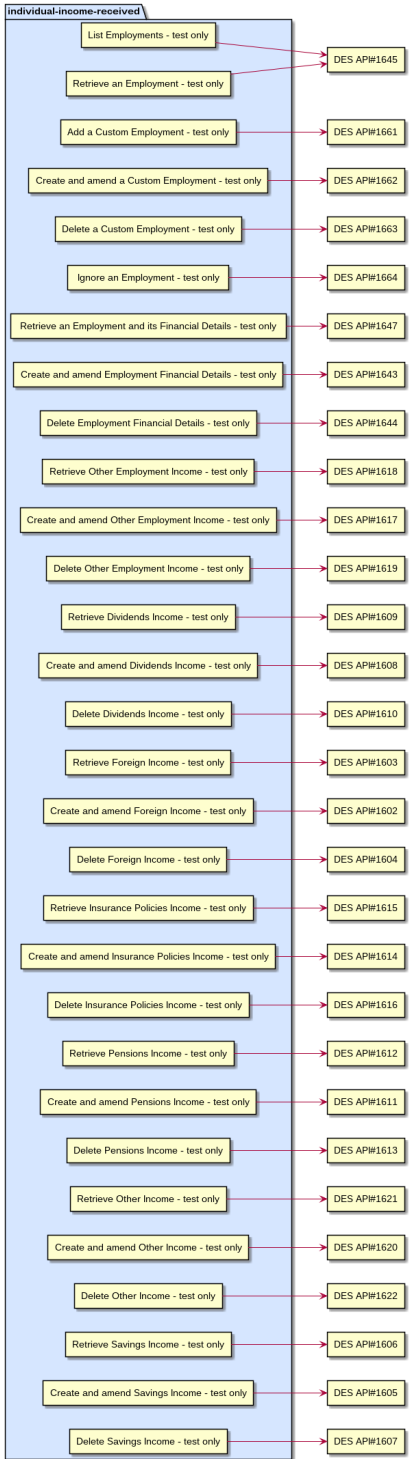 individual-income-received
List Employments - test only
DES API#1645
Retrieve an Employment - test only
Add a Custom Employment - test only
DES API#1661
Create and amend a Custom Employment - test only
DES API#1662
Delete a Custom Employment - test only
DES API#1663
Ignore an Employment - test only
DES API#1664
Retrieve an Employment and its Financial Details - test only
DES API#1647
Create and amend Employment Financial Details - test only
DES API#1643
Delete Employment Financial Details - test only
DES API#1644
Retrieve Other Employment Income - test only
DES API#1618
Create and amend Other Employment Income - test only
DES API#1617
Delete Other Employment Income - test only
DES API#1619
Retrieve Dividends Income - test only
DES API#1609
Create and amend Dividends Income - test only
DES API#1608
Delete Dividends Income - test only
DES API#1610
Retrieve Foreign Income - test only
DES API#1603
Create and amend Foreign Income - test only
DES API#1602
Delete Foreign Income - test only
DES API#1604
Retrieve Insurance Policies Income - test only
DES API#1615
Create and amend Insurance Policies Income - test only
DES API#1614
Delete Insurance Policies Income - test only
DES API#1616
Retrieve Pensions Income - test only
DES API#1612
Create and amend Pensions Income - test only
DES API#1611
Delete Pensions Income - test only
DES API#1613
Retrieve Other Income - test only
DES API#1621
Create and amend Other Income - test only
DES API#1620
Delete Other Income - test only
DES API#1622
Retrieve Savings Income - test only
DES API#1606
Create and amend Savings Income - test only
DES API#1605
Delete Savings Income - test only
DES API#1607